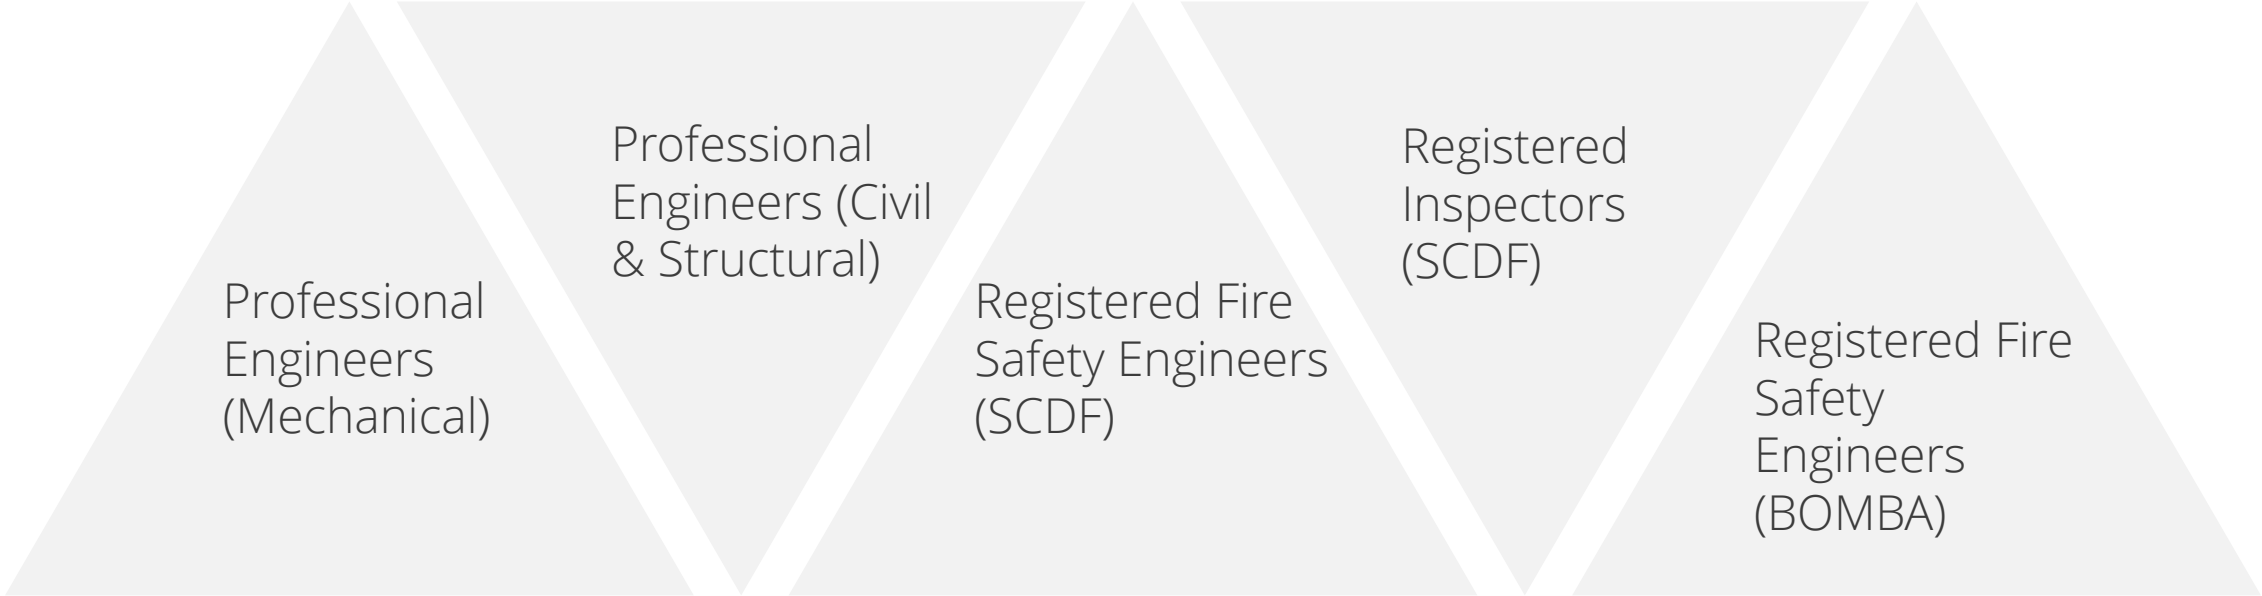 Professional
Engineers
(Mechanical)
Professional
Engineers (Civil
& Structural)
Registered Fire
Safety Engineers
(SCDF)
Registered
Inspectors
(SCDF)
Registered Fire
Safety
Engineers
(BOMBA)